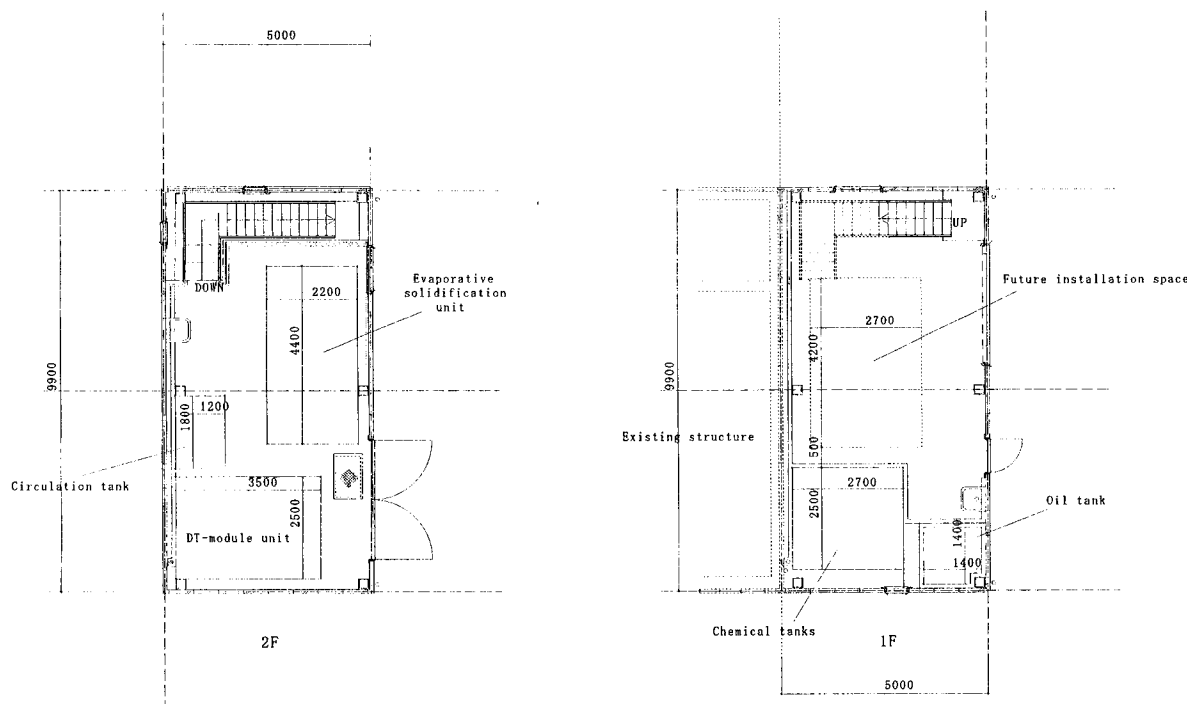 5000
DOWN
2200
4400
Evaporative
solidification
unit
9900
1200
1800
Circulation tank
3500
2500
DT-module unit
2F
UP
Future installation space
2700
4200
9900
500
Existing structure
2700
2500
Oil tank
1400
1400
Chemical tanks
1F
5000